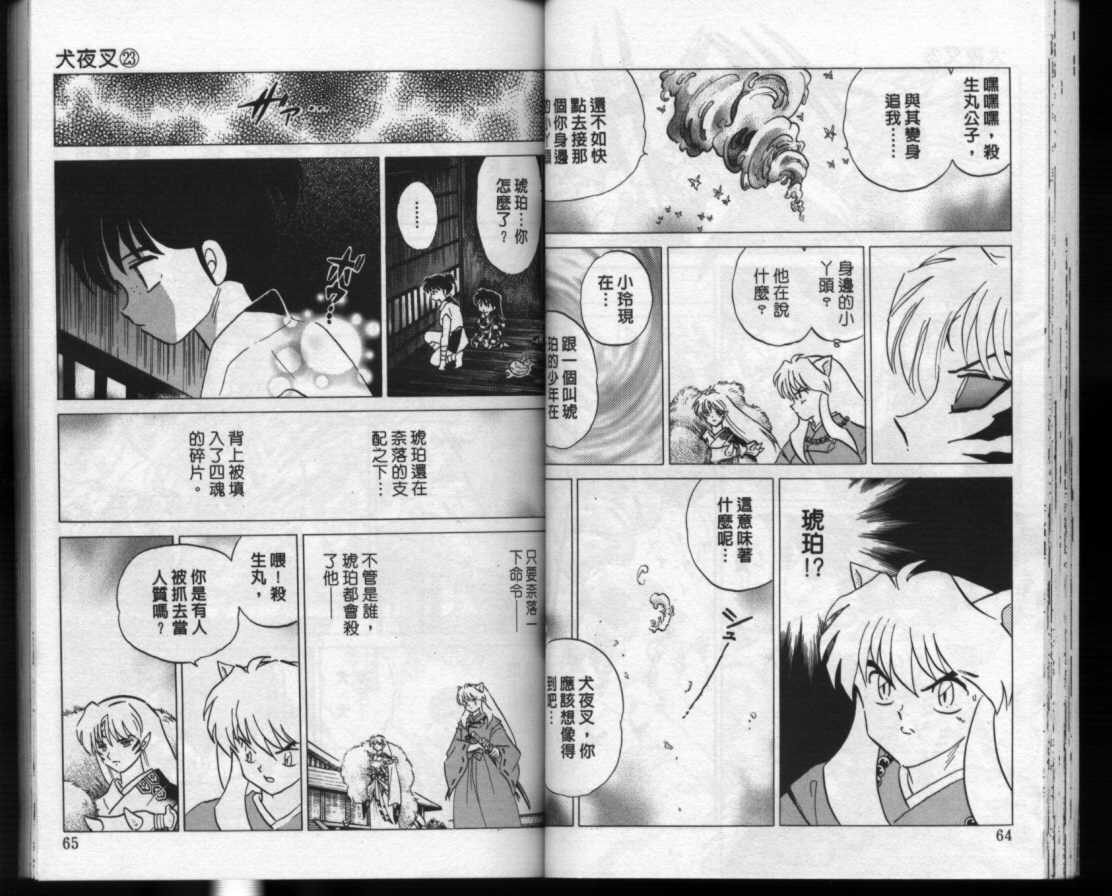 嘿嘿嘿，殺
生丸公子，
與其變身
追我……
還不如快
點去接那
個你身邊
的小丫頭
身邊的小
丫頭？
他在說
什麼？
小玲現
在…
跟一個叫琥
珀的少年在
琥珀!?
這意味著
什麼呢…
シュ
犬夜叉，你
應該想像得
到吧…
64
犬夜叉㉓
ザァ…
琥珀…你
怎麼了？
……
ボウ…
琥珀還在
奈落的支
配之下…
背上被填
入了四魂
的碎片。
只要奈落一
下命令——
不管是誰，
琥珀都會殺
了他——
喂！殺
生丸，
你是有人
被抓去當
人質嗎？
65